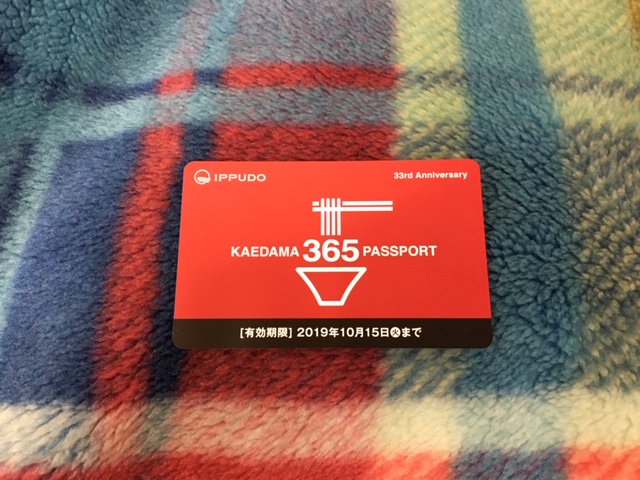 IPPUDO
33rd Anniversary
KAEDAMA 365 PASSPORT
[有効期限] 2019年10月15日㊋まで